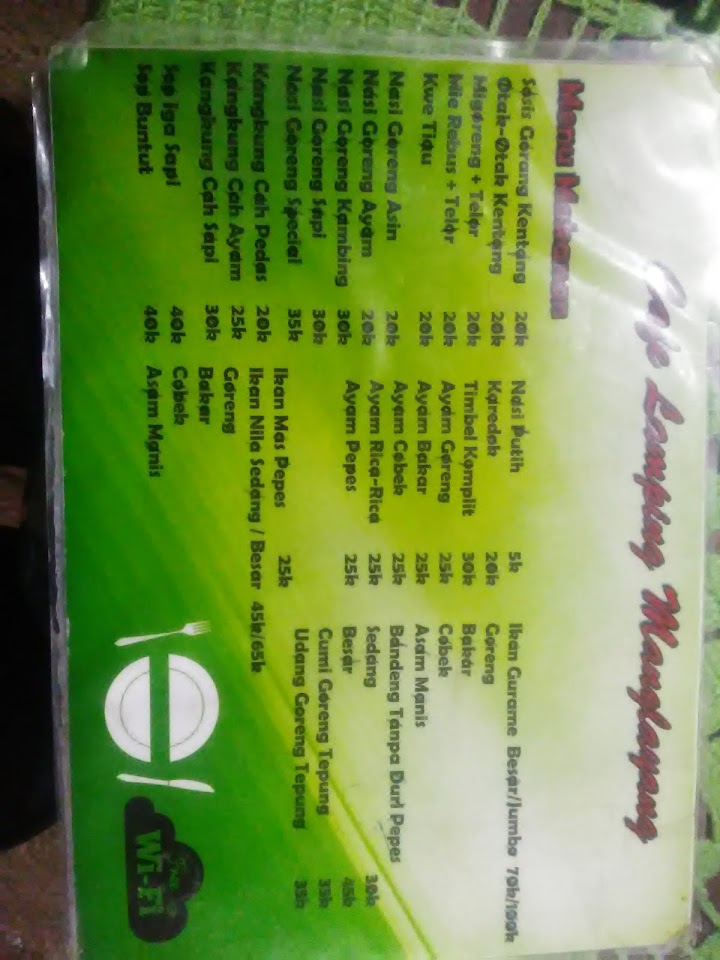 Cafe Lamping Manglayang
Menu Makanan
Sosis Gorang Kentang 20k
Otak-Otak Kentang 20k
Migoreng + Telor 20k
Mie Rebus + Telor 20k
Kwe Tiau 20k
Nasi Goreng Asin 20k
Nasi Goreng Ayam 20k
Nasi Goreng Kambing 30k
Nasi Goreng Sapi 30k
Nasi Goreng Special 35k
Kangkung Cah Pedas 20k
Kangkung Cah Ayam 25k
Kangkung Cah Sapi 30k
Sop Iga Sapi 40k
Sop Buntut 40k
Nasi Putih 5k
Karedok 20k
Timbel Komplit 30k
Ayam Goreng 25k
Ayam Bakar 25k
Ayam Cobek 25k
Ayam Rica-Rica 25k
Ayam Pepes 25k
Ikan Mas Pepes 25k
Ikan Nila Sedang / Besar 45k/65k
Goreng
Bakar
Cobek
Asam Manis
Ikan Gurame Besar/Jumbo 70k/100k
Goreng
Bakar
Cobek
Asam Manis
Bandeng Tanpa Duri Pepes
Sedang 30k
Besar 45k
Cumi Goreng Tepung 35k
Udang Goreng Tepung 35k
Free
Wi-Fi